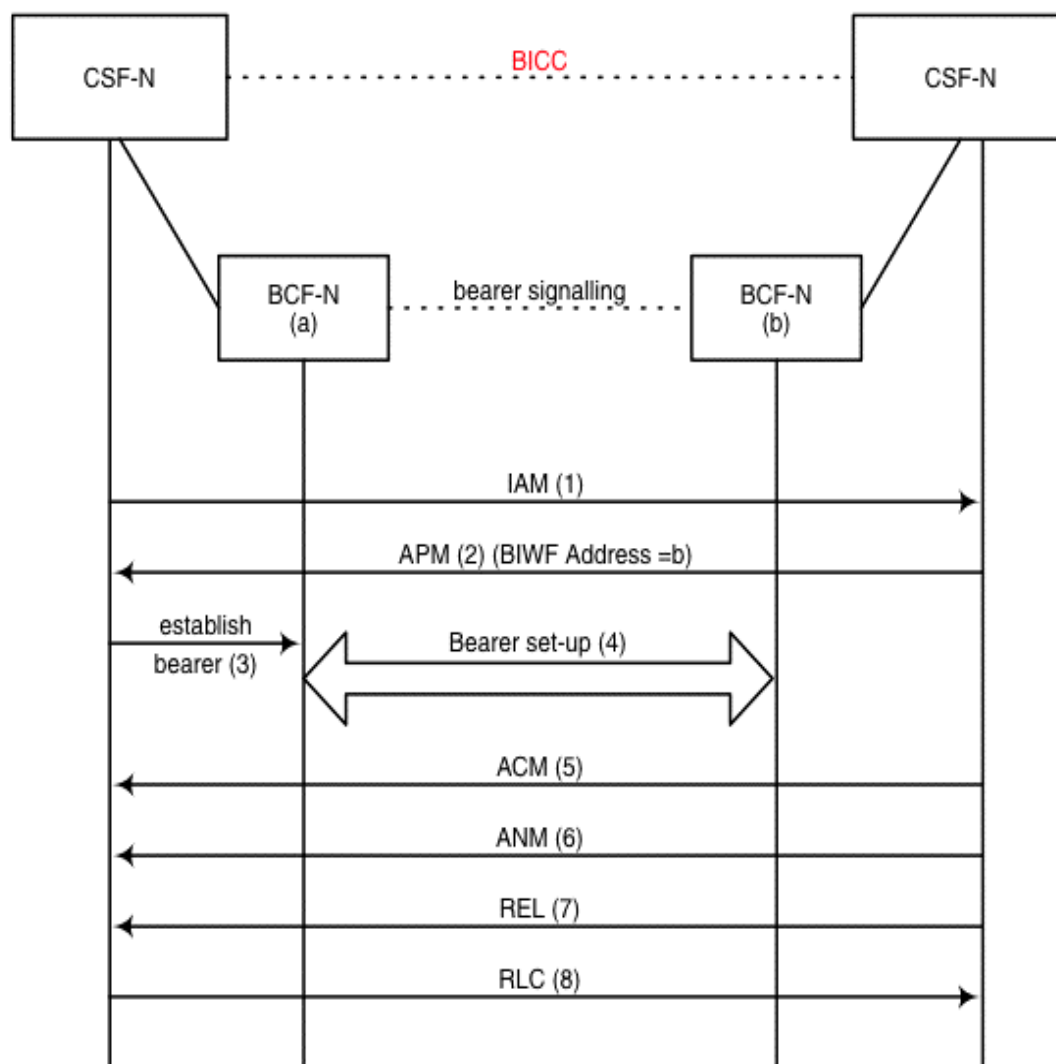 CSF-N
BICC
CSF-N
BCF-N
(a)
bearer signalling
BCF-N
(b)
IAM (1)
APM (2) (BIWF Address =b)
establish
bearer (3)
Bearer set-up (4)
ACM (5)
ANM (6)
REL (7)
RLC (8)